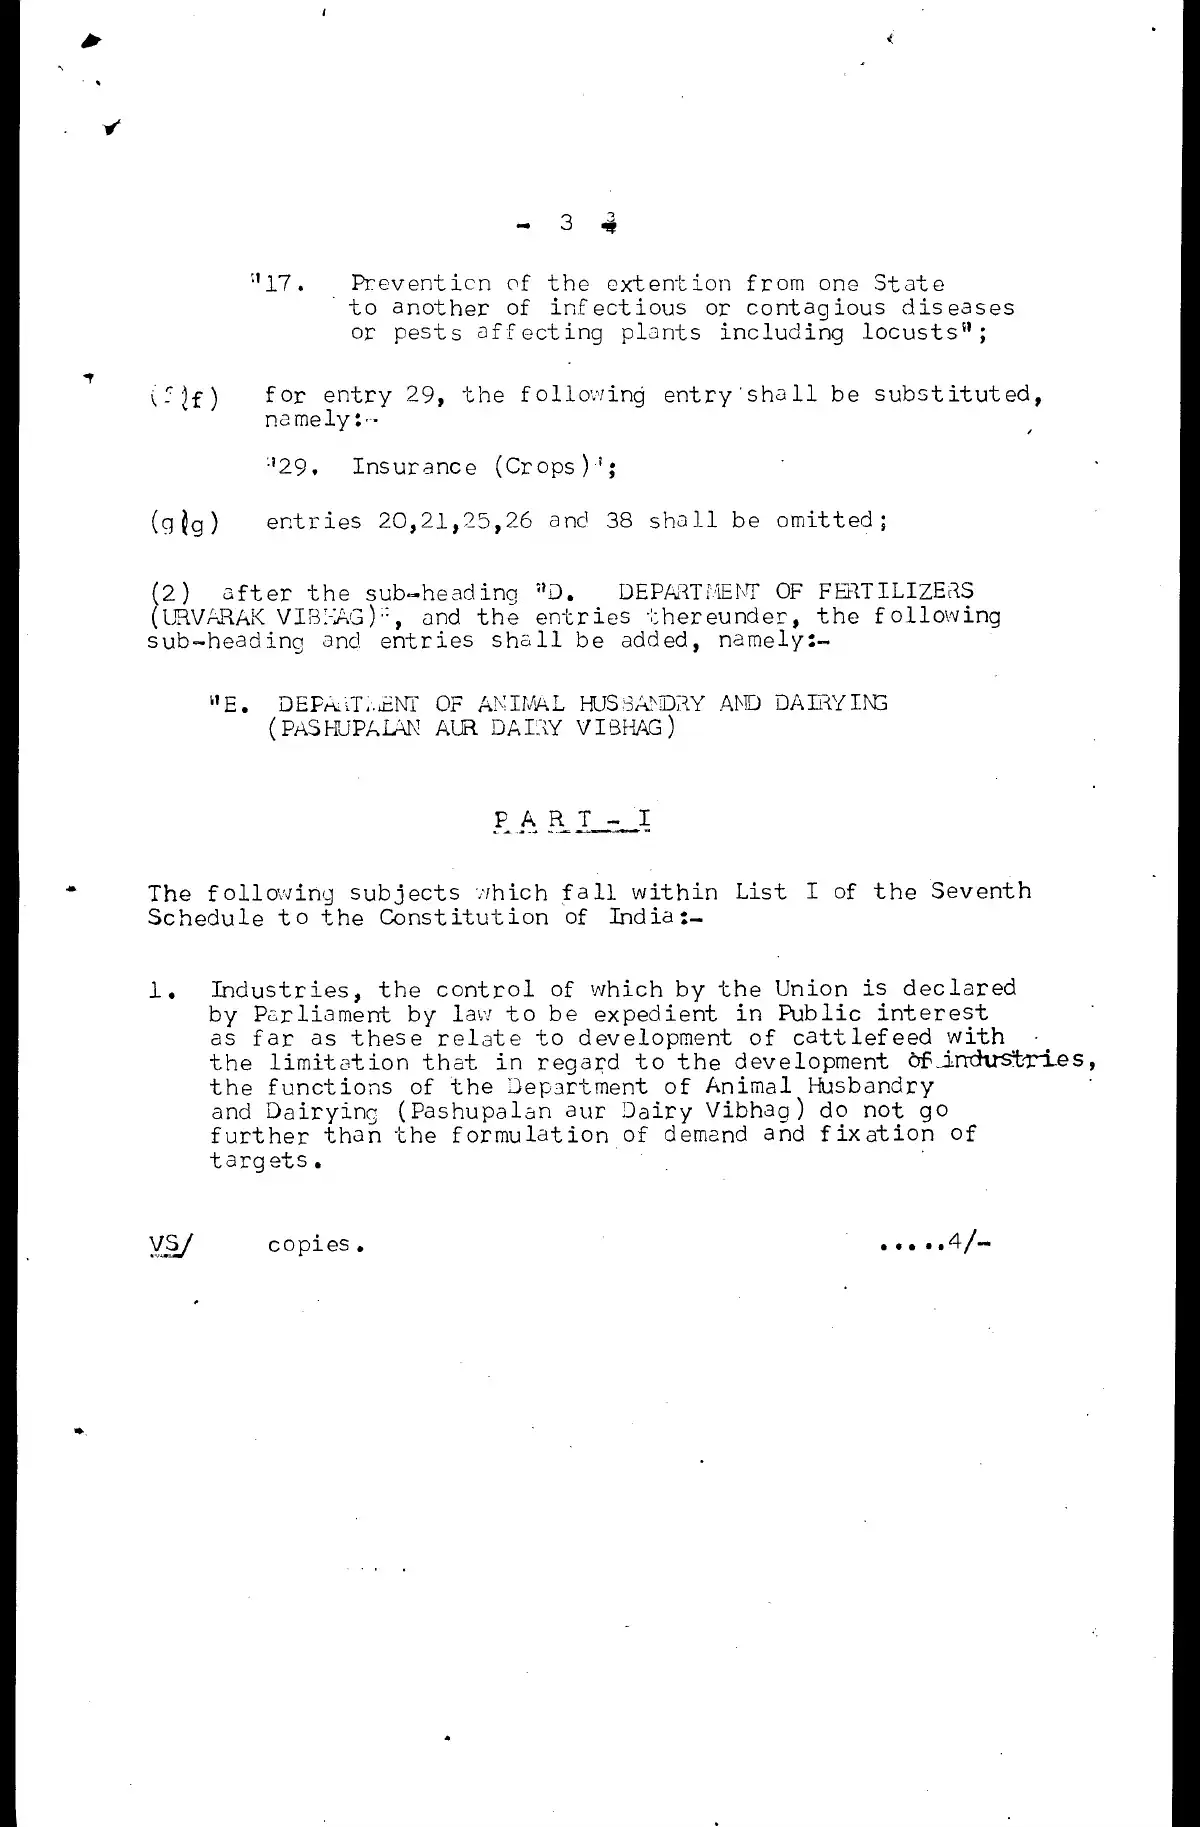 - 3 -
"17. Prevention of the extention from one State
to another of infectious or contagious diseases
or pests affecting plants including locusts";
(f) for entry 29, the following entry shall be substituted,
namely:-
"29. Insurance (Crops)";
(g) entries 20,21,25,26 and 38 shall be omitted;
(2) after the sub-heading "D. DEPARTMENT OF FERTILIZERS
(URVARAK VIBHAG)", and the entries thereunder, the following
sub-heading and entries shall be added, namely:-
"E. DEPARTMENT OF ANIMAL HUSBANDRY AND DAIRYING
(PASHUPALAN AUR DAIRY VIBHAG)
P A R T - I
The following subjects which fall within List I of the Seventh
Schedule to the Constitution of India:-
1. Industries, the control of which by the Union is declared
by Parliament by law to be expedient in Public interest
as far as these relate to development of cattlefeed with
the limitation that in regard to the development of industries,
the functions of the Department of Animal Husbandry
and Dairying (Pashupalan aur Dairy Vibhag) do not go
further than the formulation of demand and fixation of
targets.
VS/ copies. .....4/-